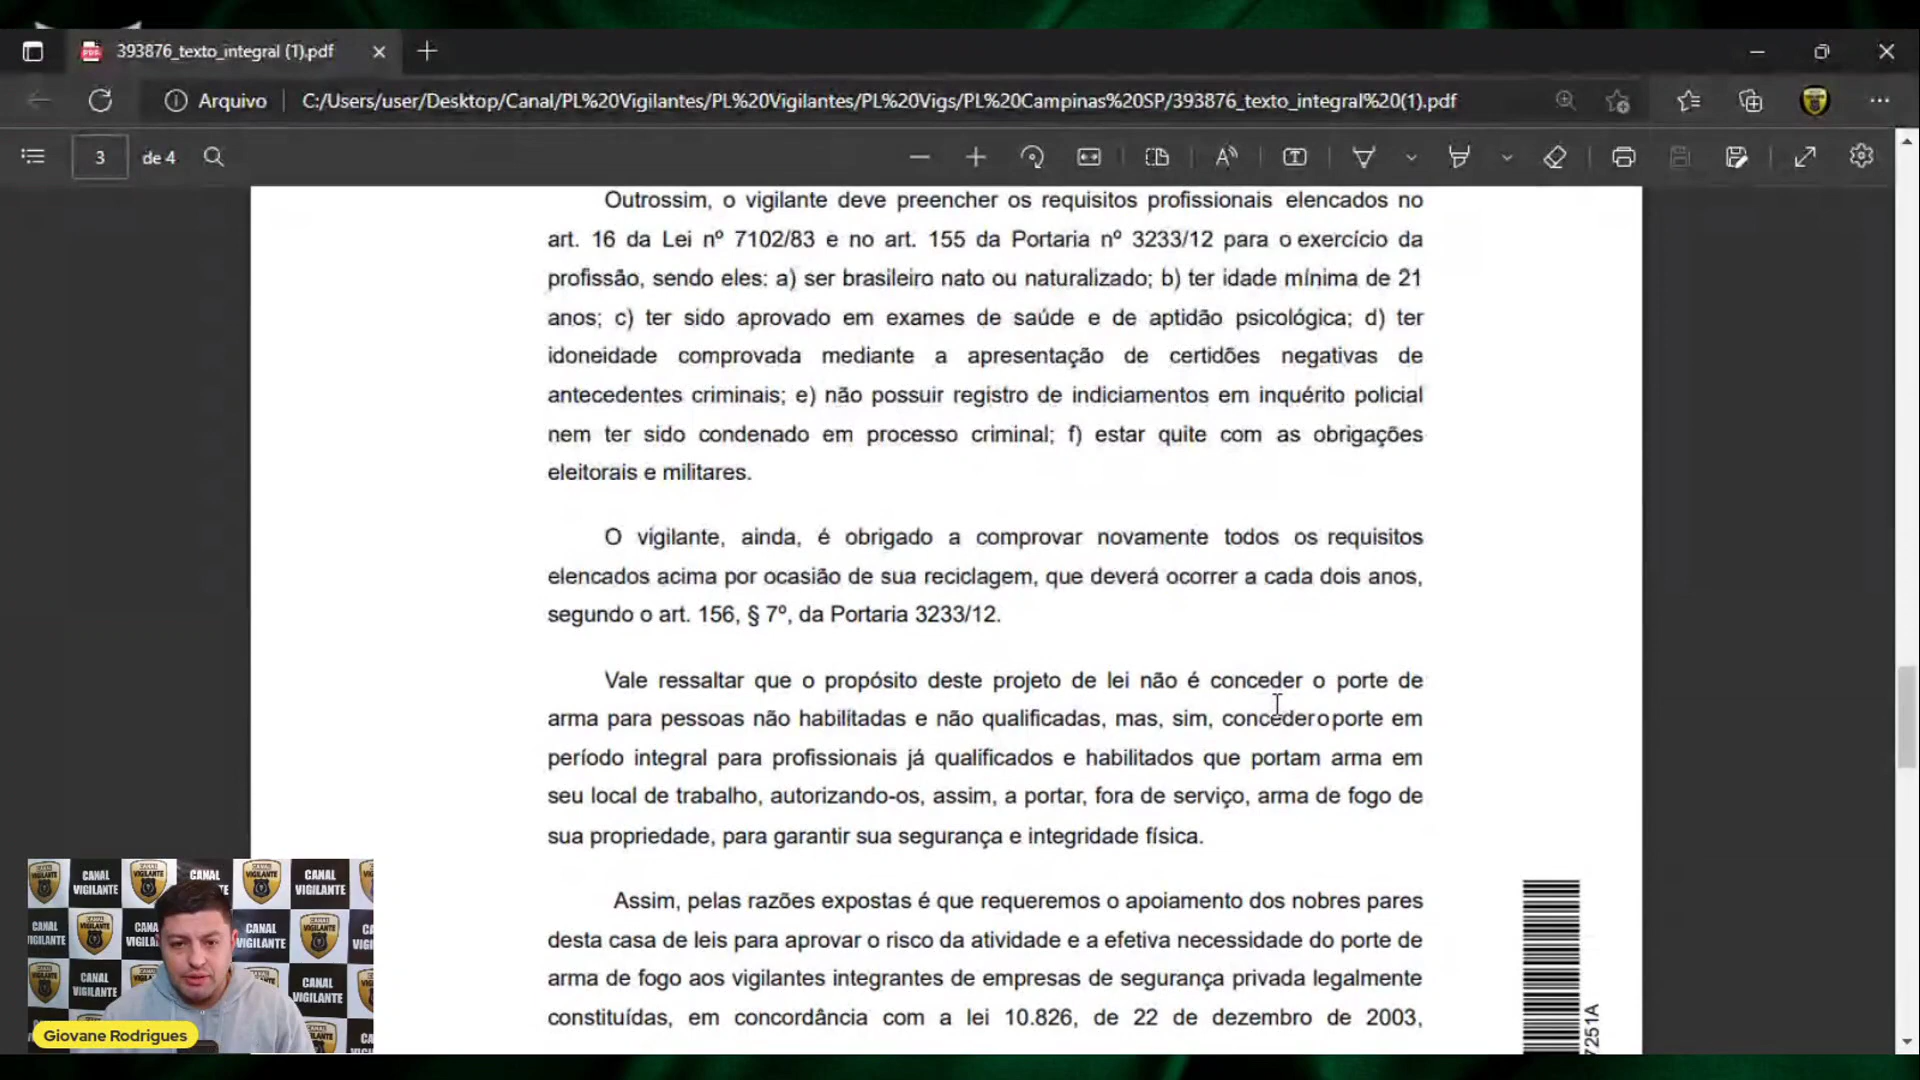 393876_texto_integral (1).pdf
Arquivo
C:/Users/user/Desktop/Canal/PL%20Vigilantes/PL%20Vigilantes/PL%20Vigs/PL%20Campinas%20SP/393876_texto_integral%20(1).pdf
3 de 4
Outrossim, o vigilante deve preencher os requisitos profissionais elencados no
art. 16 da Lei nº 7102/83 e no art. 155 da Portaria nº 3233/12 para o exercício da
profissão, sendo eles: a) ser brasileiro nato ou naturalizado; b) ter idade mínima de 21
anos; c) ter sido aprovado em exames de saúde e de aptidão psicológica; d) ter
idoneidade comprovada mediante a apresentação de certidões negativas de
antecedentes criminais; e) não possuir registro de indiciamentos em inquérito policial
nem ter sido condenado em processo criminal; f) estar quite com as obrigações
eleitorais e militares.
O vigilante, ainda, é obrigado a comprovar novamente todos os requisitos
elencados acima por ocasião de sua reciclagem, que deverá ocorrer a cada dois anos,
segundo o art. 156, § 7º, da Portaria 3233/12.
Vale ressaltar que o propósito deste projeto de lei não é conceder o porte de
arma para pessoas não habilitadas e não qualificadas, mas, sim, conceder o porte em
período integral para profissionais já qualificados e habilitados que portam arma em
seu local de trabalho, autorizando-os, assim, a portar, fora de serviço, arma de fogo de
sua propriedade, para garantir sua segurança e integridade física.
Assim, pelas razões expostas é que requeremos o apoiamento dos nobres pares
desta casa de leis para aprovar o risco da atividade e a efetiva necessidade do porte de
arma de fogo aos vigilantes integrantes de empresas de segurança privada legalmente
constituídas, em concordância com a lei 10.826, de 22 de dezembro de 2003,
7251A
CANAL VIGILANTE
Giovane Rodrigues